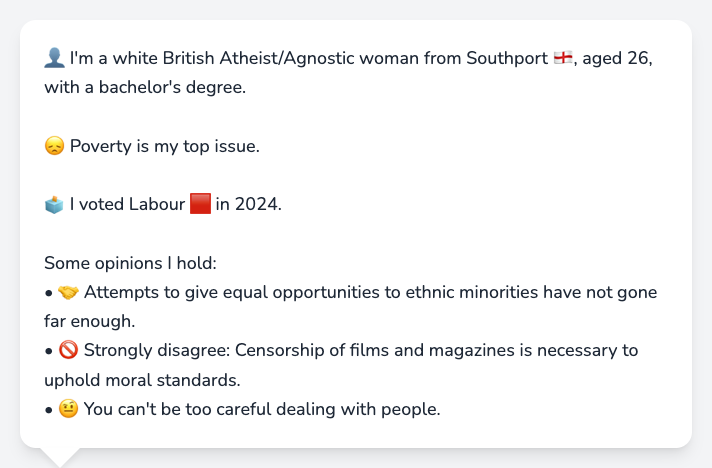 👤 I'm a white British Atheist/Agnostic woman from Southport 🏴󠁧󠁢󠁥󠁮󠁧󠁿, aged 26,
with a bachelor's degree.
😞 Poverty is my top issue.
🗳️ I voted Labour 🟥 in 2024.
Some opinions I hold:
• 🤝 Attempts to give equal opportunities to ethnic minorities have not gone
far enough.
• 🚫 Strongly disagree: Censorship of films and magazines is necessary to
uphold moral standards.
• 🤨 You can't be too careful dealing with people.